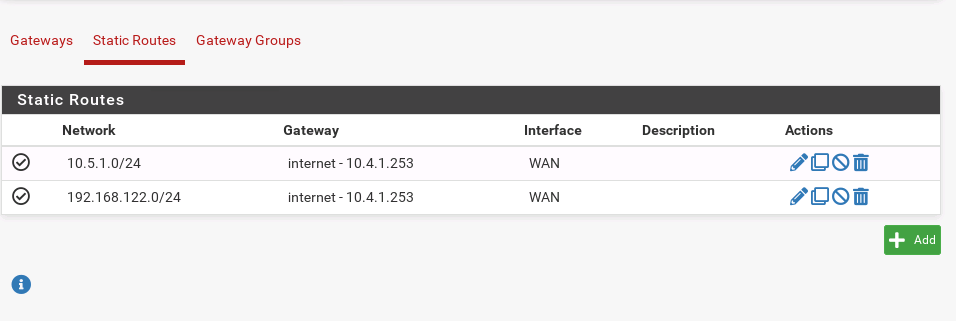 Gateways Static Routes Gateway Groups
Static Routes
Network Gateway Interface Description Actions
10.5.1.0/24 internet - 10.4.1.253 WAN
192.168.122.0/24 internet - 10.4.1.253 WAN
Add